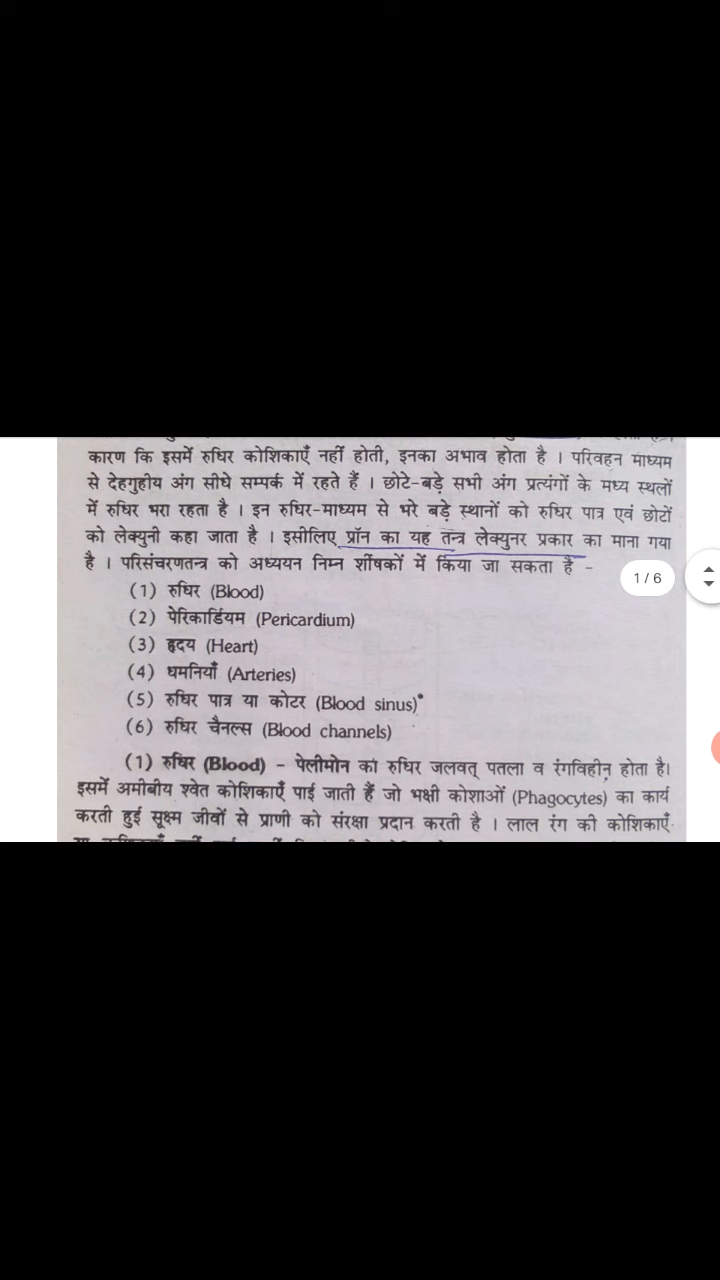 कारण कि इसमें रुधिर कोशिकाएँ नहीं होती, इनका अभाव होता है । परिवहन माध्यम
से देहगुहीय अंग सीधे सम्पर्क में रहते हैं । छोटे-बड़े सभी अंग प्रत्यंगों के मध्य स्थलों
में रुधिर भरा रहता है । इन रुधिर-माध्यम से भरे बड़े स्थानों को रुधिर पात्र एवं छोटों
को लेक्युनी कहा जाता है । इसीलिए प्रॉन का यह तन्त्र लेक्युनर प्रकार का माना गया
है । परिसंचरणतन्त्र को अध्ययन निम्न शीर्षकों में किया जा सकता है -
1 / 6
(1) रुधिर (Blood)
(2) पेरिकार्डियम (Pericardium)
(3) हृदय (Heart)
(4) धमनियाँ (Arteries)
(5) रुधिर पात्र या कोटर (Blood sinus)
(6) रुधिर चैनल्स (Blood channels)
(1) रुधिर (Blood) - पेलीमोन का रुधिर जलवत् पतला व रंगविहीन होता है।
इसमें अमीबीय श्वेत कोशिकाएँ पाई जाती हैं जो भक्षी कोशाओं (Phagocytes) का कार्य
करती हुई सूक्ष्म जीवों से प्राणी को संरक्षा प्रदान करती है । लाल रंग की कोशिकाएँ